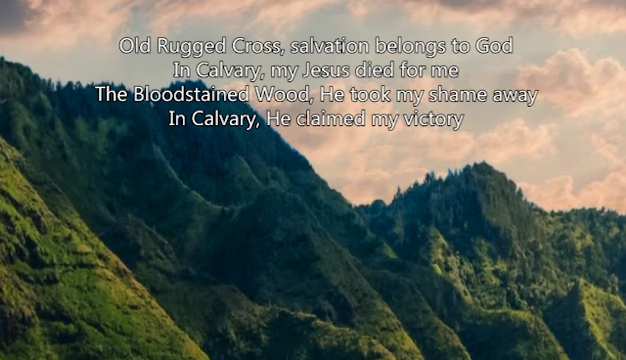 Old Rugged Cross, salvation belongs to God
In Calvary, my Jesus died for me
The Bloodstained Wood, He took my shame away
In Calvary, He claimed my victory